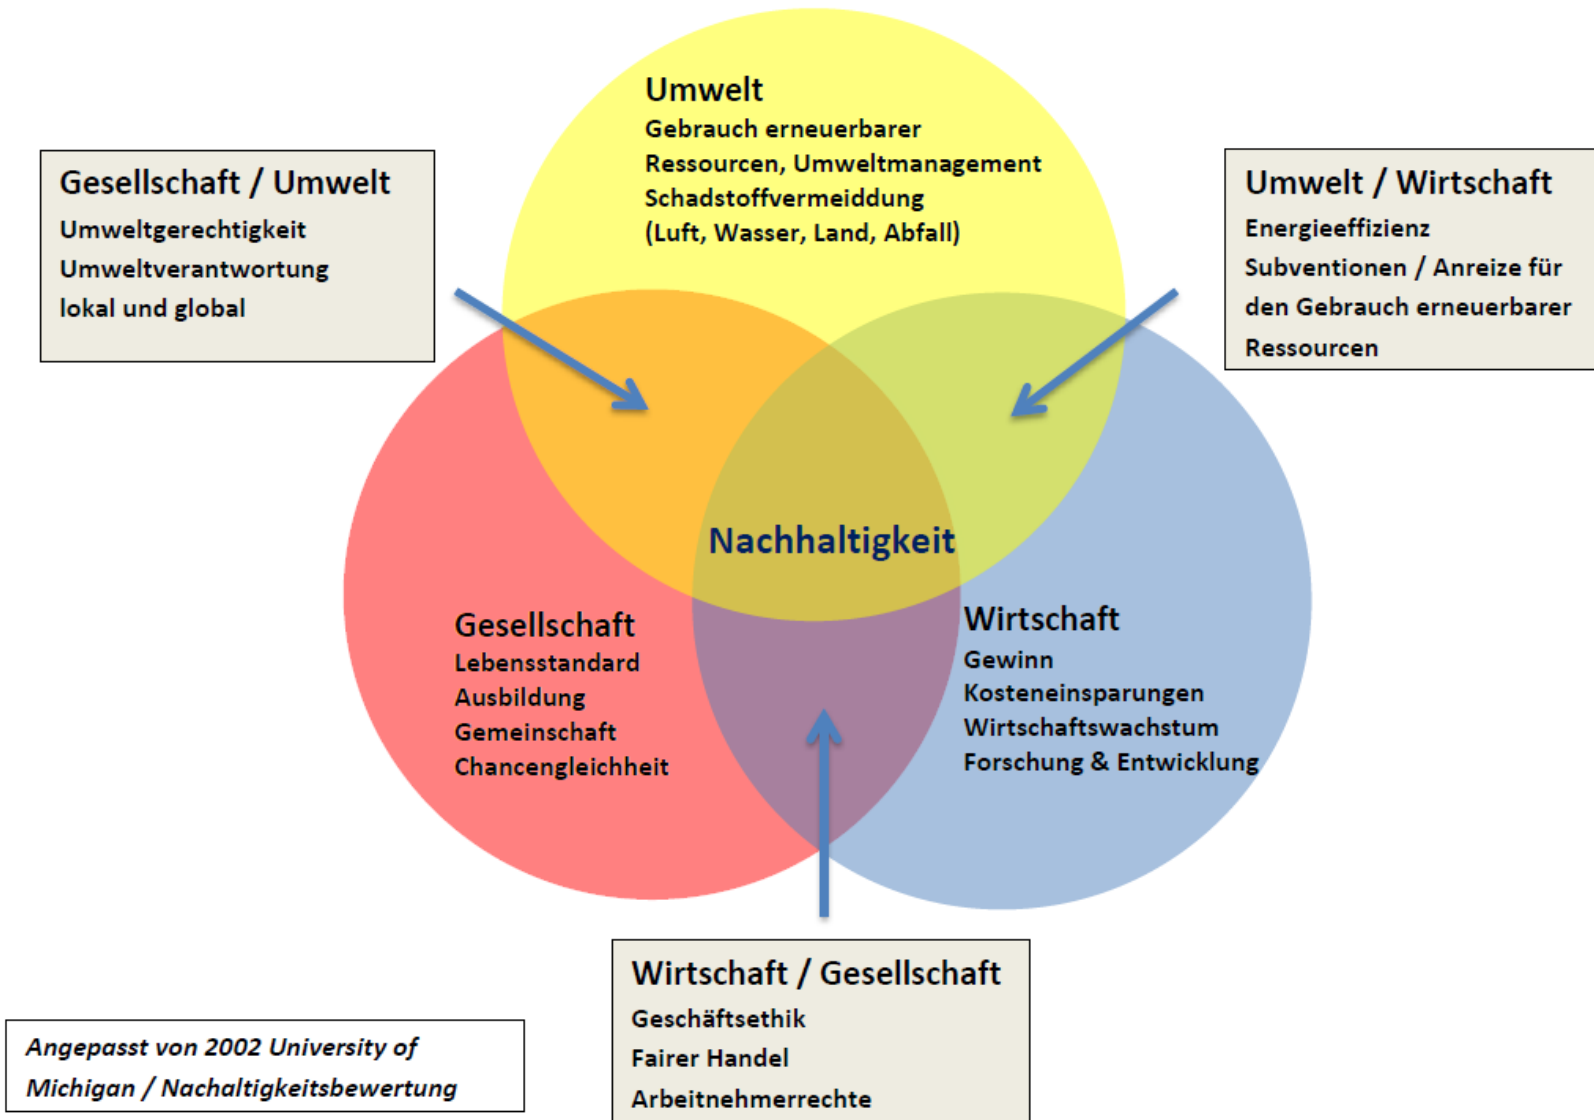 Umwelt
Gebrauch erneuerbarer
Ressourcen, Umweltmanagement
Schadstoffvermeiddung
(Luft, Wasser, Land, Abfall)
Gesellschaft / Umwelt
Umweltgerechtigkeit
Umweltverantwortung
lokal und global
Umwelt / Wirtschaft
Energieeffizienz
Subventionen / Anreize für
den Gebrauch erneuerbarer
Ressourcen
Nachhaltigkeit
Gesellschaft
Lebensstandard
Ausbildung
Gemeinschaft
Chancengleichheit
Wirtschaft
Gewinn
Kosteneinsparungen
Wirtschaftswachstum
Forschung & Entwicklung
Wirtschaft / Gesellschaft
Geschäftsethik
Fairer Handel
Arbeitnehmerrechte
Angepasst von 2002 University of
Michigan / Nachaltigkeitsbewertung